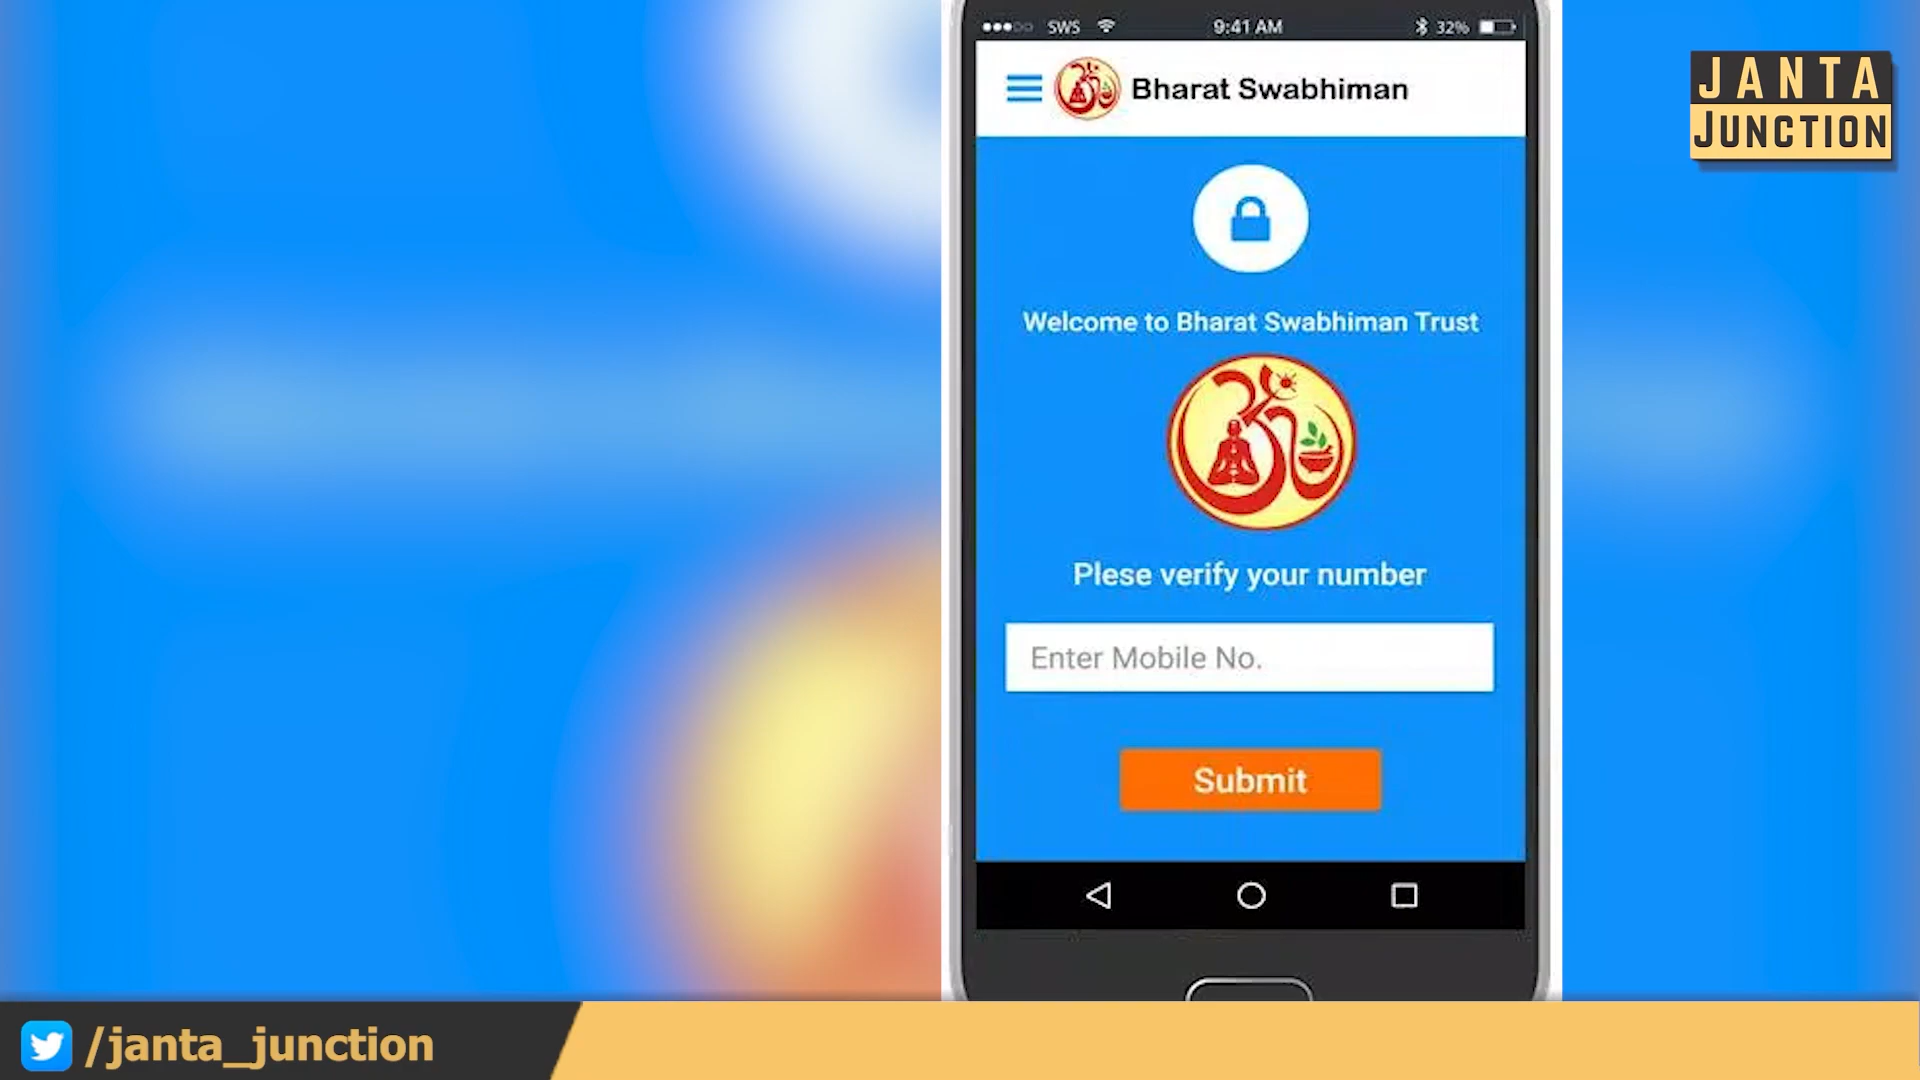 SWS 9:41 AM 32%
Bharat Swabhiman
JANTA
JUNCTION
Welcome to Bharat Swabhiman Trust
Plese verify your number
Enter Mobile No.
Submit
/janta_junction